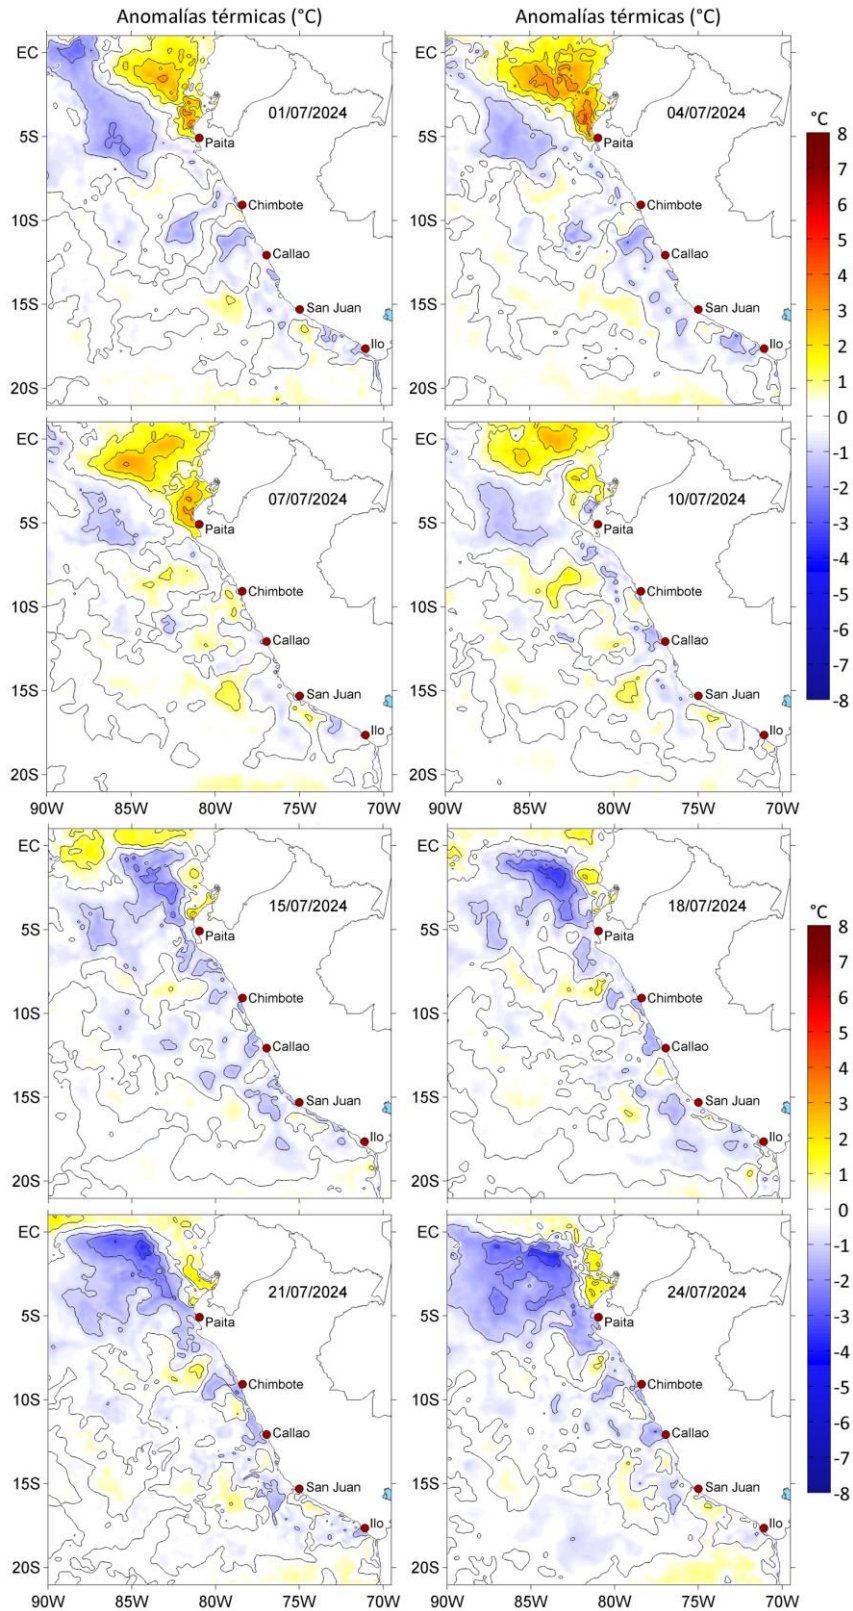 Anomalías térmicas (°C)
Anomalías térmicas (°C)
EC
5S
10S
15S
20S
01/07/2024
Paita
Chimbote
Callao
San Juan
Ilo
EC
5S
10S
15S
20S
04/07/2024
Paita
Chimbote
Callao
San Juan
Ilo
°C
8
7
6
5
4
3
2
1
0
-1
-2
-3
-4
-5
-6
-7
-8
EC
5S
10S
15S
20S
07/07/2024
Paita
Chimbote
Callao
San Juan
Ilo
90W 85W 80W 75W 70W
EC
5S
10S
15S
20S
10/07/2024
Paita
Chimbote
Callao
San Juan
Ilo
90W 85W 80W 75W 70W
EC
5S
10S
15S
20S
15/07/2024
Paita
Chimbote
Callao
San Juan
Ilo
EC
5S
10S
15S
20S
18/07/2024
Paita
Chimbote
Callao
San Juan
Ilo
°C
8
7
6
5
4
3
2
1
0
-1
-2
-3
-4
-5
-6
-7
-8
EC
5S
10S
15S
20S
21/07/2024
Paita
Chimbote
Callao
San Juan
Ilo
90W 85W 80W 75W 70W
EC
5S
10S
15S
20S
24/07/2024
Paita
Chimbote
Callao
San Juan
Ilo
90W 85W 80W 75W 70W